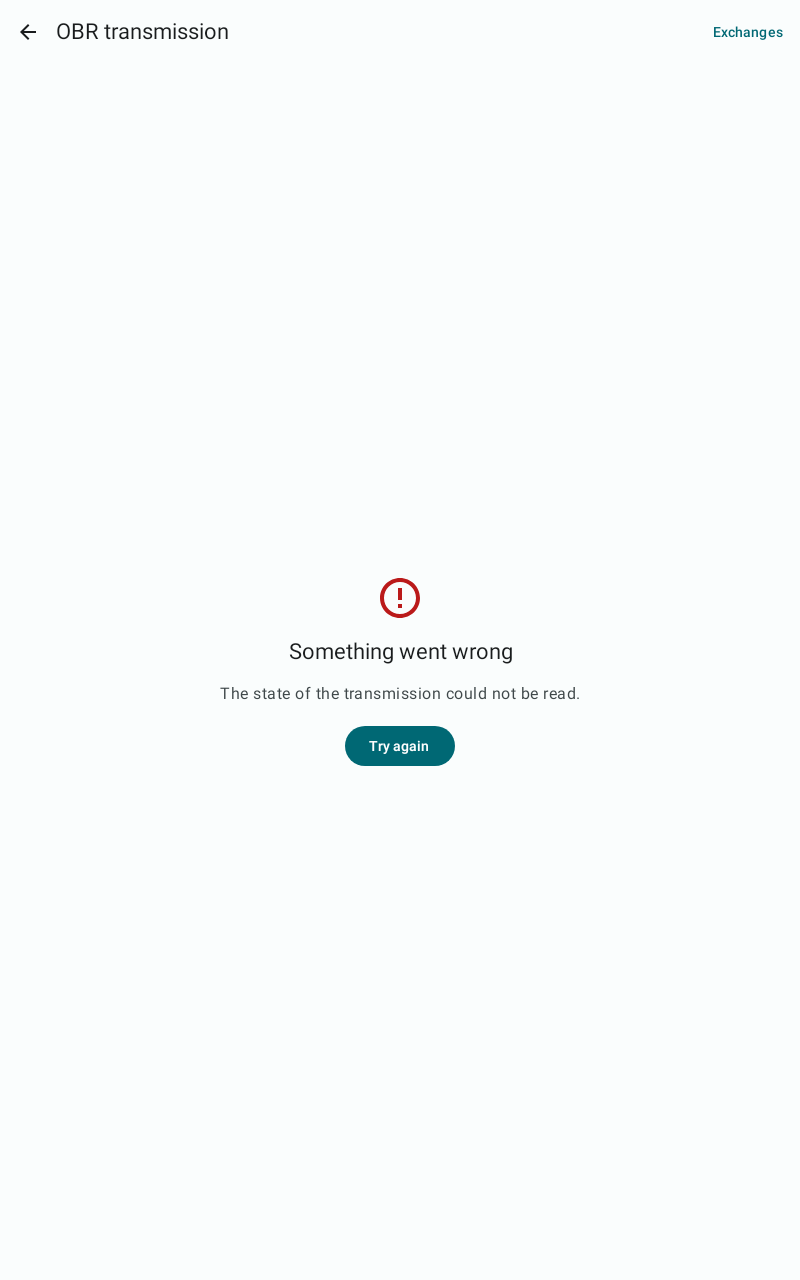 OBR transmission
Exchanges
Something went wrong
The state of the transmission could not be read.
Try again